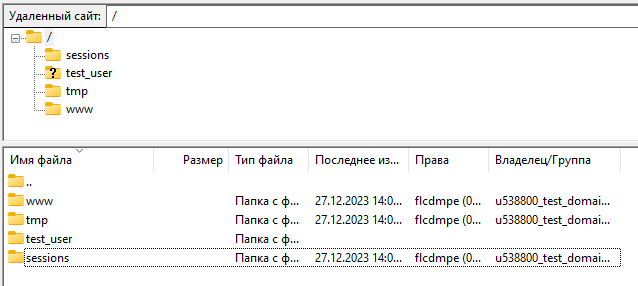 Удаленный сайт: /
/
sessions
? test_user
tmp
www
Имя файла Размер Тип файла Последнее из... Права Владелец/Группа
..
www Папка с ф... 27.12.2023 14:0... flcdmpe (0... u538800_test_domai...
tmp Папка с ф... 27.12.2023 14:0... flcdmpe (0... u538800_test_domai...
test_user Папка с ф...
sessions Папка с ф... 27.12.2023 14:0... flcdmpe (0... u538800_test_domai...